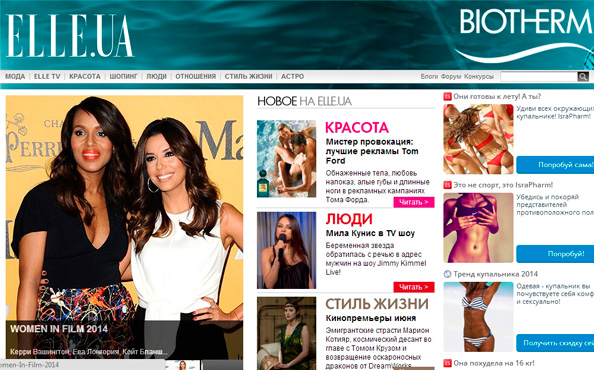 ELLE.UA
BIOTHERM
МОДА | ELLE TV | КРАСОТА | ШОПИНГ | ЛЮДИ | ОТНОШЕНИЯ | СТИЛЬ ЖИЗНИ | АСТРО
Блоги Форум Конкурсы
WOMEN IN FILM 2014
Керри Вашингтон, Ева Лонгория, Кейт Бланш...
omen-In-Film-2014
НОВОЕ НА ELLE.UA
КРАСОТА
Мистер провокация:
лучшие рекламы Tom
Ford
Обнаженные тела, любовь
напоказ, алые губы и длинные
ноги в рекламных кампаниях
Тома Форда.
Читать >
ЛЮДИ
Мила Кунис в TV шоу
Беременная звезда
обратилась с речью в адрес
мужчин на шоу Jimmy Kimmel
Live!
Читать >
СТИЛЬ ЖИЗНИ
Кинопремьеры июня
Эмигрантские страсти Марион
Котияр, космический десант во
главе с Томом Крузом и
возвращение оскароносных
драконов от DreamWorks
Они готовы к лету! А ты?
Удиви всех окружающих
купальнике! IsraPharm!
Попробуй сама!
Это не спорт, это IsraPharm!
Убедись и покоряй
представителей
противоположного пола
Попробуй!
Тренд купальника 2014
Одевая - купальник вы
почувствуете себя комф
и сексуально!
Получить скидку сей
Она похудела на 16 кг!